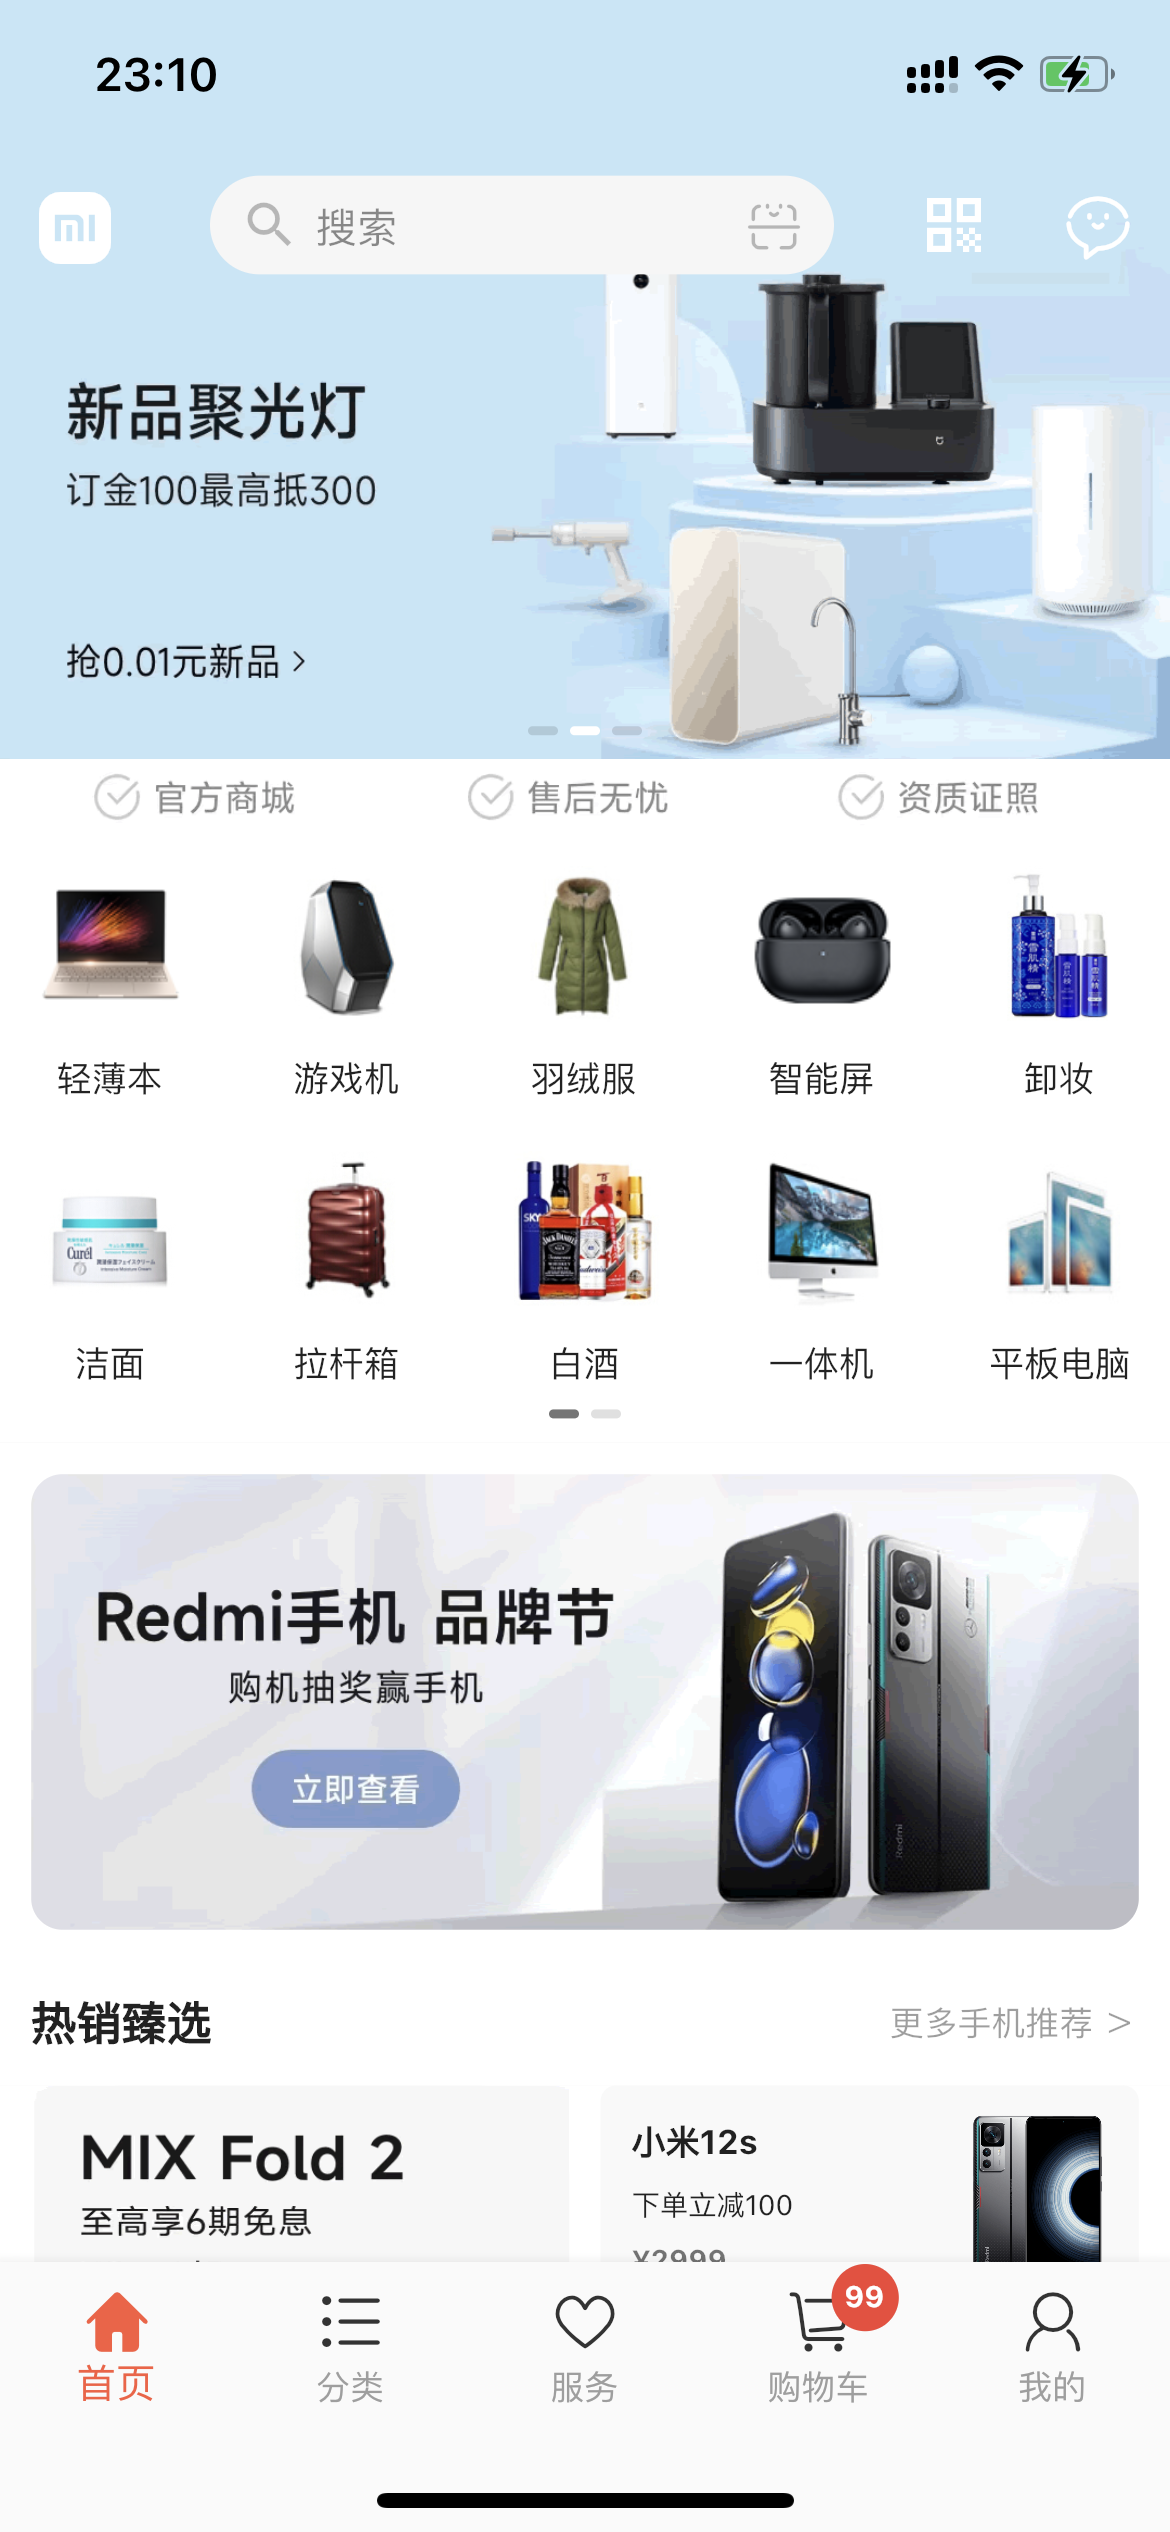 23:10
搜索
新品聚光灯
订金100最高抵300
抢0.01元新品 >
官方商城 售后无忧 资质证照
轻薄本 游戏机 羽绒服 智能屏 卸妆
洁面 拉杆箱 白酒 一体机 平板电脑
Redmi手机 品牌节
购机抽奖赢手机
立即查看
Redmi
热销臻选 更多手机推荐 >
MIX Fold 2
至高享6期免息
小米12s
下单立减100
¥2999
99
首页 分类 服务 购物车 我的